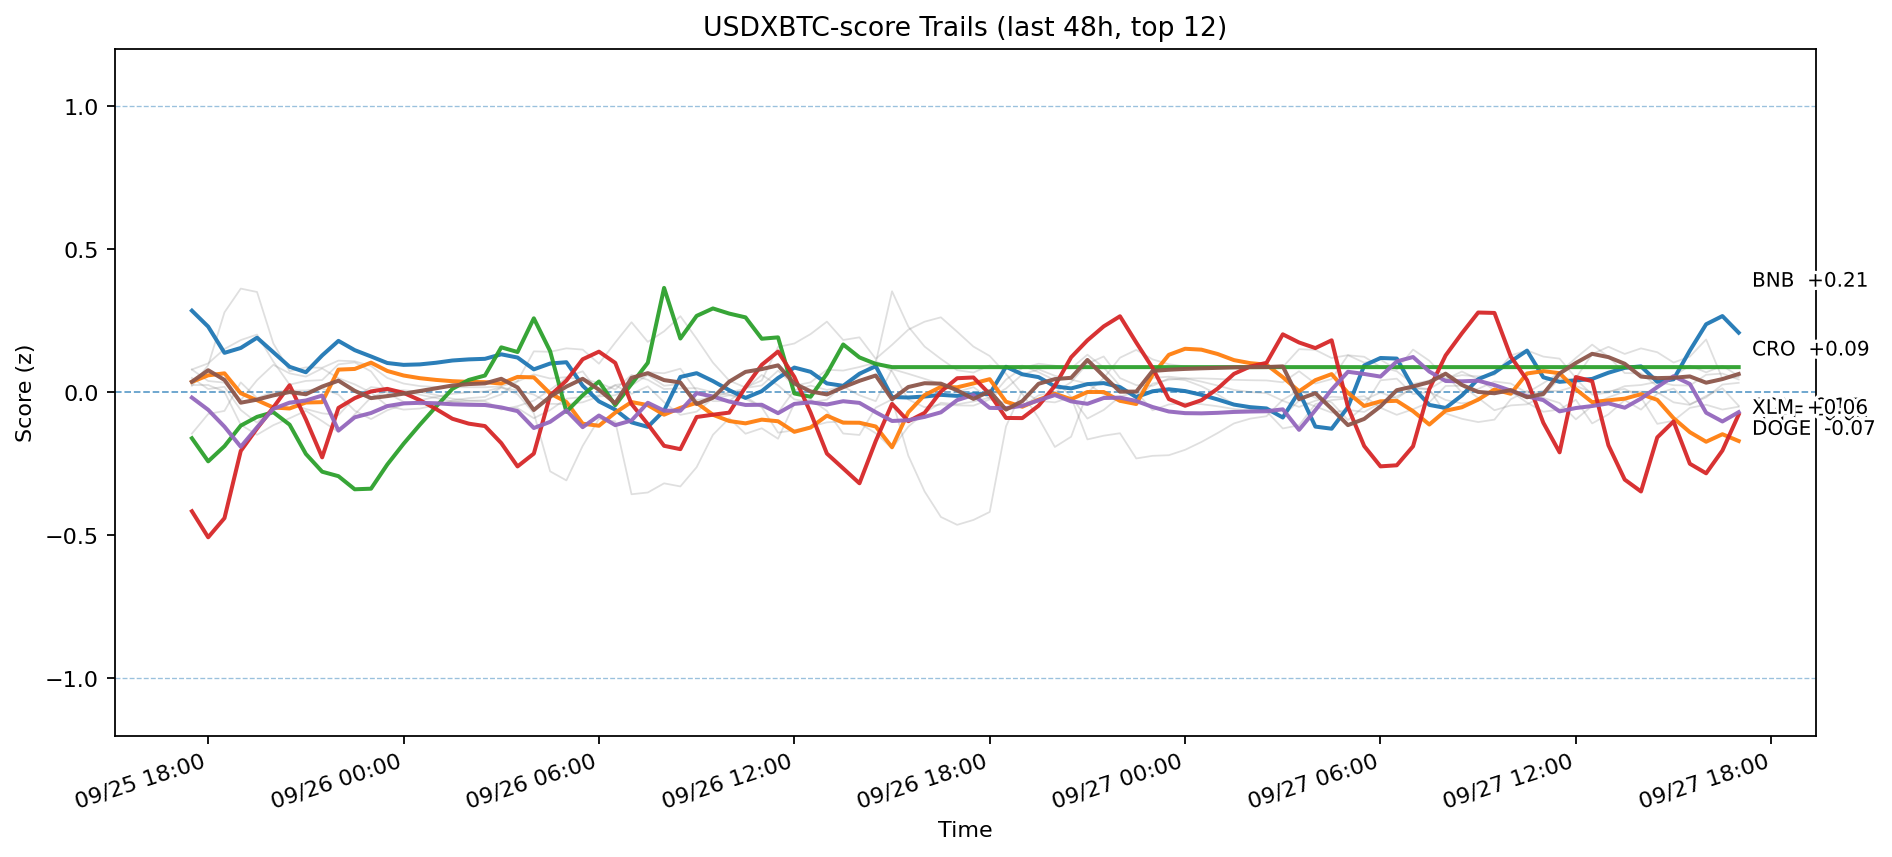 USDXBTC-score Trails (last 48h, top 12)
Score (z)
1.0
0.5
0.0
−0.5
−1.0
BNB +0.21
CRO +0.09
XLM +0.06
DOGE -0.07
09/25 18:00
09/26 00:00
09/26 06:00
09/26 12:00
09/26 18:00
09/27 00:00
09/27 06:00
09/27 12:00
09/27 18:00
Time